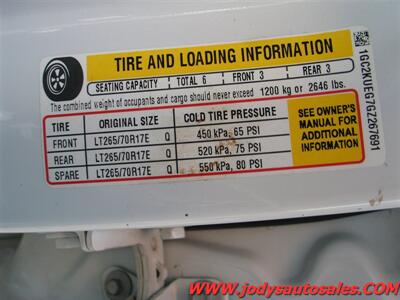 TIRE AND LOADING INFORMATION
SEATING CAPACITY | TOTAL 6 | FRONT 3 | REAR 3
The combined weight of occupants and cargo should never exceed 1200 kg or 2646 lbs.
TIRE ORIGINAL SIZE COLD TIRE PRESSURE
FRONT LT265/70R17E Q 450 kPa, 65 PSI
REAR LT265/70R17E Q 520 kPa, 75 PSI
SPARE LT265/70R17E Q 550 kPa, 80 PSI
SEE OWNER'S
MANUAL FOR
ADDITIONAL
INFORMATION
1GC2KUEG7GZ267691
www.jodysautosales.com